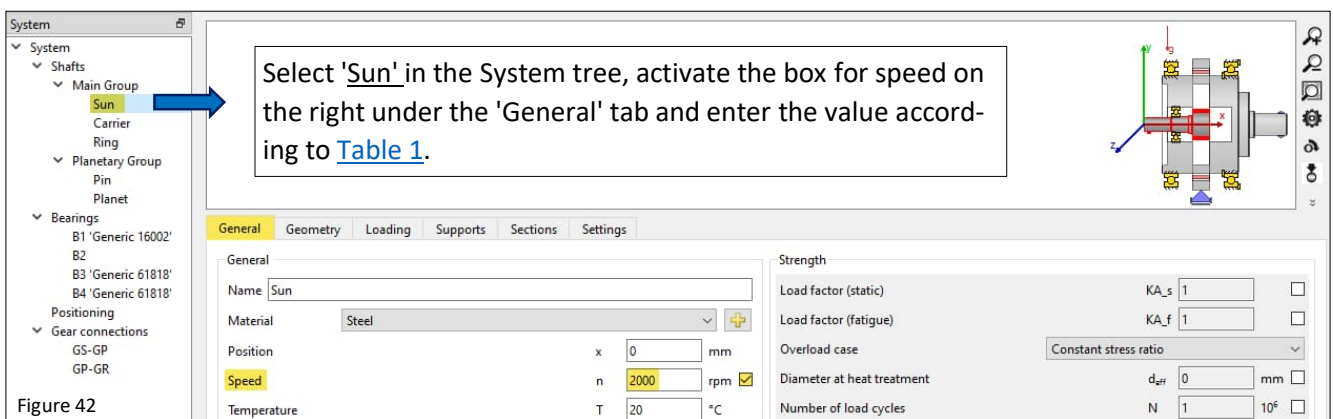 System
System
Shafts
Main Group
Sun
Carrier
Ring
Planetary Group
Pin
Planet
Bearings
B1 'Generic 16002'
B2
B3 'Generic 61818'
B4 'Generic 61818'
Positioning
Gear connections
GS-GP
GP-GR
Figure 42
Select 'Sun' in the System tree, activate the box for speed on
the right under the 'General' tab and enter the value accord-
ing to Table 1.
y
g
x
z
General Geometry Loading Supports Sections Settings
General
Name Sun
Material Steel
Position x 0 mm
Speed n 2000 rpm
Temperature T 20 °C
Strength
Load factor (static) KA_s 1
Load factor (fatigue) KA_f 1
Overload case Constant stress ratio
Diameter at heat treatment d_eff 0 mm
Number of load cycles N 1 10⁶